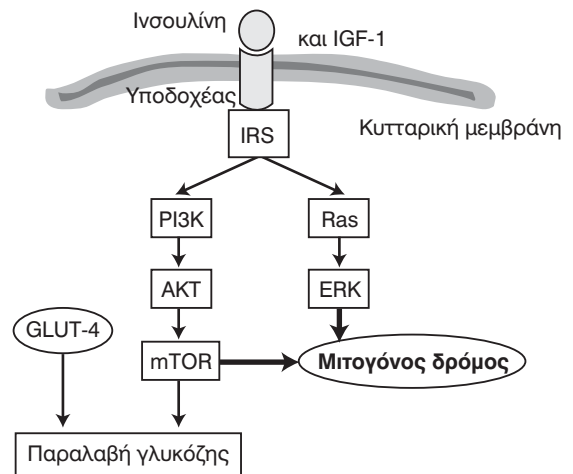 Ινσουλίνη
και IGF-1
Υποδοχέας
IRS
Κυτταρική μεμβράνη
PI3K
Ras
AKT
ERK
GLUT-4
mTOR
Μιτογόνος δρόμος
Παραλαβή γλυκόζης